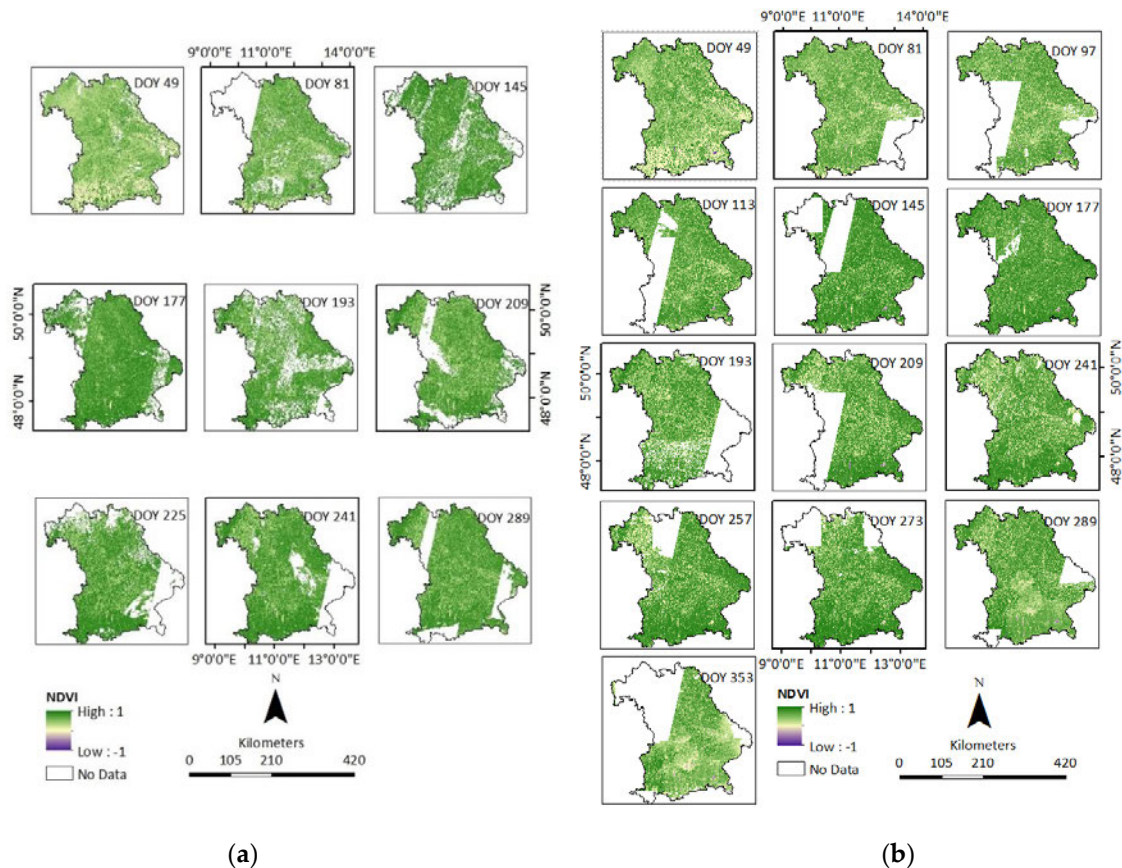 9°0'0"E 11°0'0"E 14°0'0"E
DOY 49
DOY 81
DOY 145
DOY 177
DOY 193
DOY 209
50°0'0"N
48°0'0"N
50°0'0"N
48°0'0"N
DOY 225
DOY 241
DOY 289
9°0'0"E 11°0'0"E 13°0'0"E
NDVI
High : 1
Low : -1
No Data
N
Kilometers
0 105 210 420
(a)
9°0'0"E 11°0'0"E 14°0'0"E
DOY 49
DOY 81
DOY 97
DOY 113
DOY 145
DOY 177
DOY 193
DOY 209
DOY 241
50°0'0"N
48°0'0"N
50°0'0"N
48°0'0"N
DOY 257
DOY 273
DOY 289
9°0'0"E 11°0'0"E 13°0'0"E
DOY 353
NDVI
High : 1
Low : -1
No Data
N
Kilometers
0 105 210 420
(b)